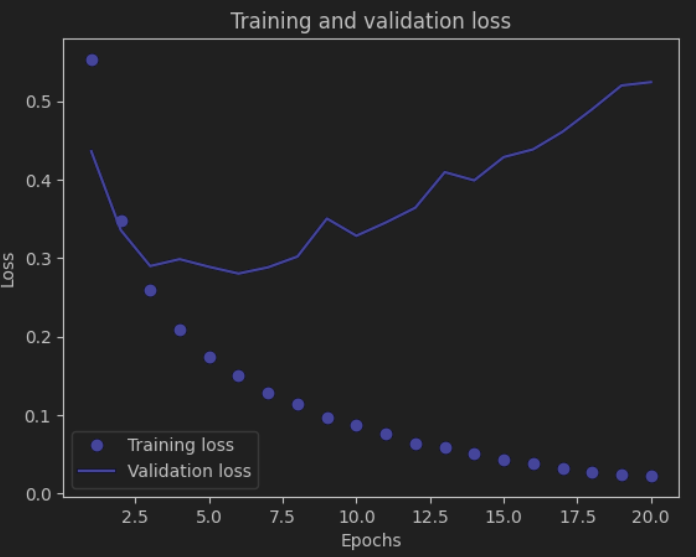 Training and validation loss
Loss
0.5
0.4
0.3
0.2
0.1
0.0
Training loss
Validation loss
2.5 5.0 7.5 10.0 12.5 15.0 17.5 20.0
Epochs